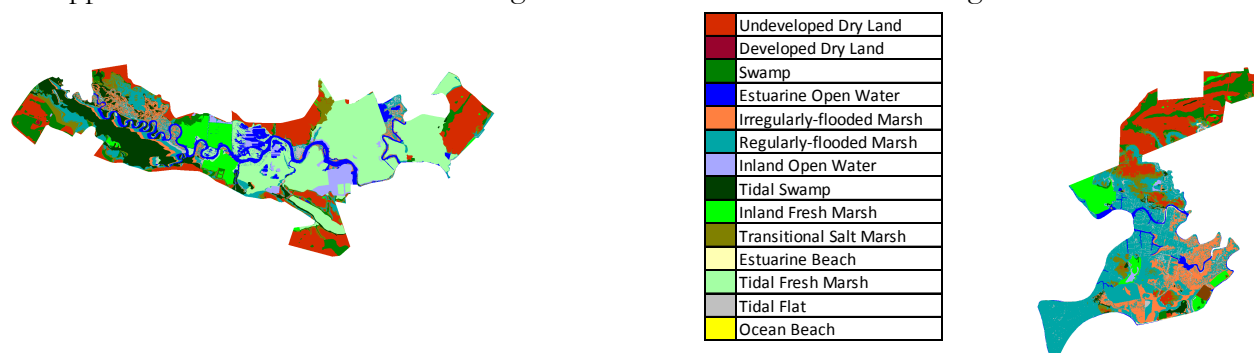 Undeveloped Dry Land
Developed Dry Land
Swamp
Estuarine Open Water
Irregularly-flooded Marsh
Regularly-flooded Marsh
Inland Open Water
Tidal Swamp
Inland Fresh Marsh
Transitional Salt Marsh
Estuarine Beach
Tidal Fresh Marsh
Tidal Flat
Ocean Beach